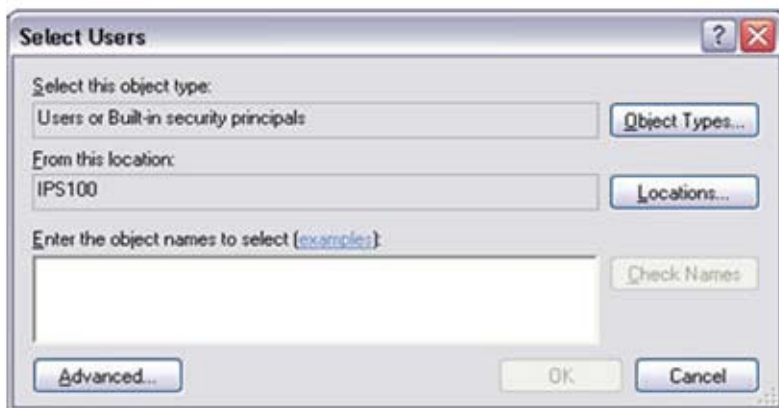 Select Users
Select this object type:
Users or Built-in security principals
Object Types...
From this location:
IPS100
Locations...
Enter the object names to select (examples):
Check Names
Advanced...
OK
Cancel